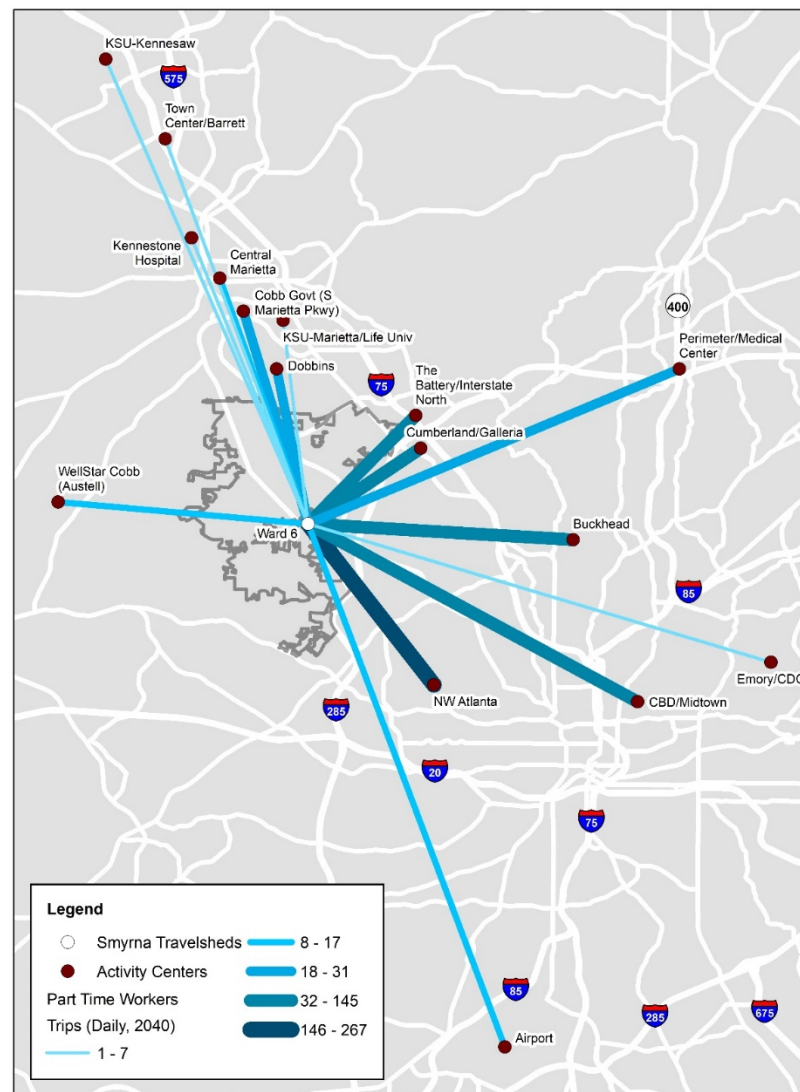 KSU-Kennesaw
575
Town
Center/Barrett
Kennestone
Hospital
Central
Marietta
Cobb Govt (S
Marietta Pkwy)
KSU-Marietta/Life Univ
400
Dobbins
75
The
Battery/Interstate
North
Perimeter/Medical
Center
Cumberland/Galleria
WellStar Cobb
(Austell)
Ward 6
Buckhead
85
Emory/CDC
NW Atlanta
CBD/Midtown
285
20
75
Legend
Smyrna Travelsheds
Activity Centers
Part Time Workers
Trips (Daily, 2040)
1 - 7
8 - 17
18 - 31
32 - 145
146 - 267
85
285
675
Airport